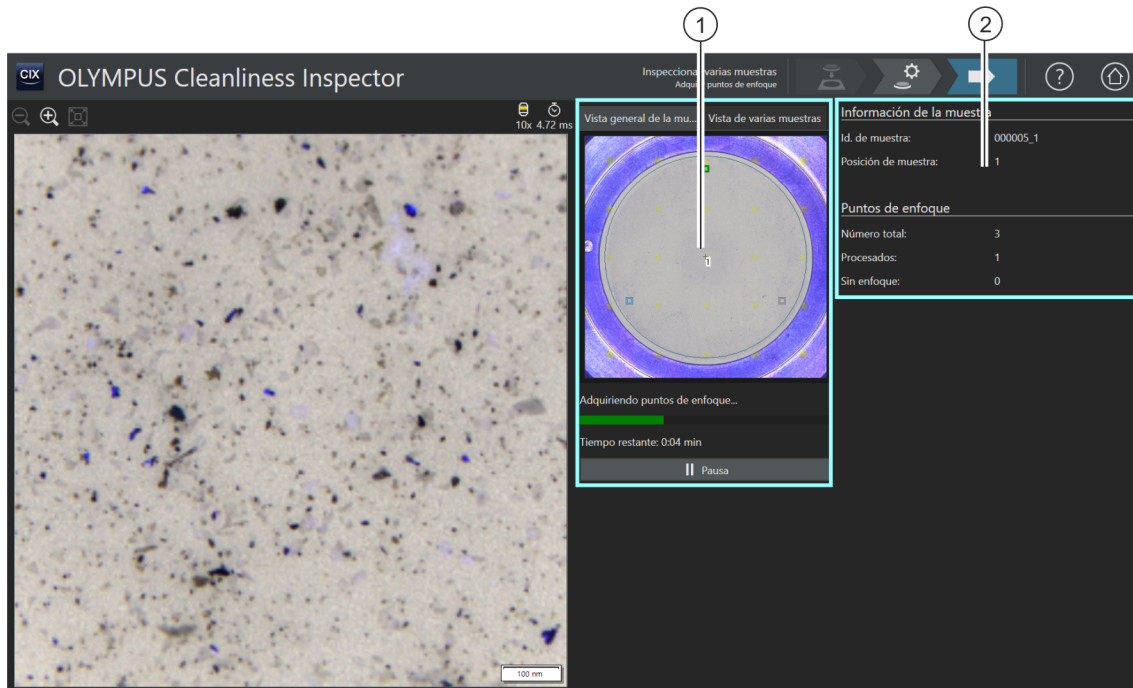 1
2
CIX
OLYMPUS Cleanliness Inspector
Inspeccionar varias muestras
Adquirir puntos de enfoque
?
10x 4.72 ms
Vista general de la mu... Vista de varias muestras
1
Adquiriendo puntos de enfoque...
Tiempo restante: 0:04 min
Pausa
100 nm
Información de la muestra
Id. de muestra: 000005_1
Posición de muestra: 1
Puntos de enfoque
Número total: 3
Procesados: 1
Sin enfoque: 0